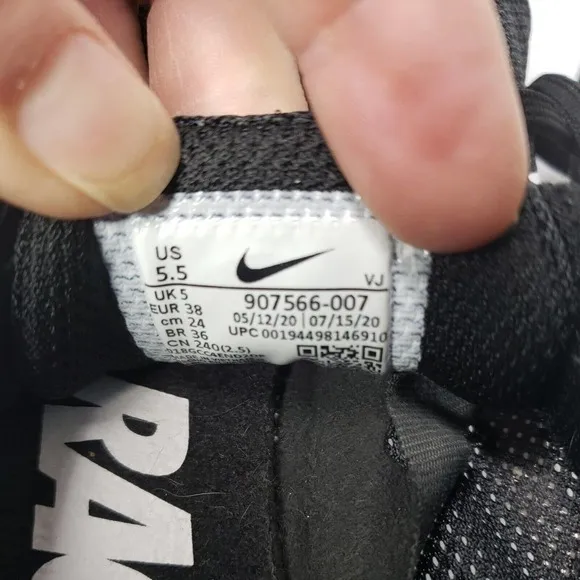 US
5.5
VJ
UK 5
EUR 38
cm 24
BR 36
CN 240(2.5)
907566-007
05/12/20 | 07/15/20
UPC 00194498146910
RAC